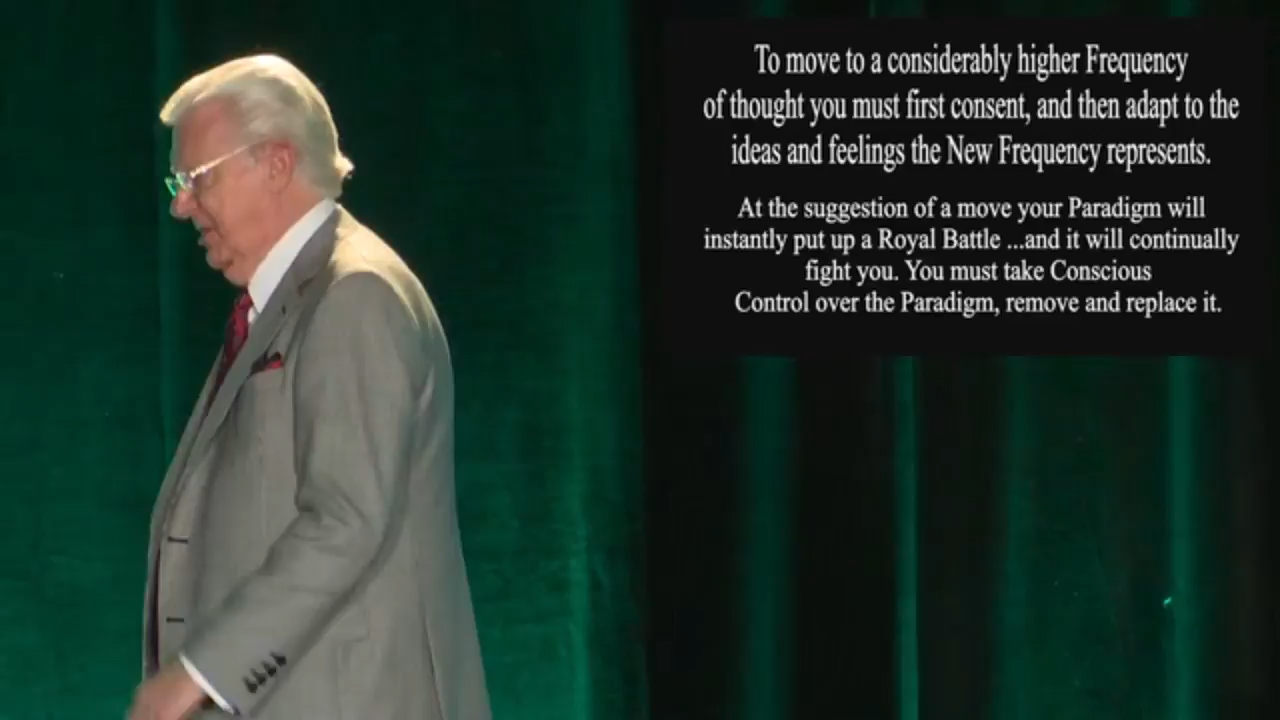 To move to a considerably higher Frequency
of thought you must first consent, and then adapt to the
ideas and feelings the New Frequency represents.
At the suggestion of a move your Paradigm will
instantly put up a Royal Battle ...and it will continually
fight you. You must take Conscious
Control over the Paradigm, remove and replace it.